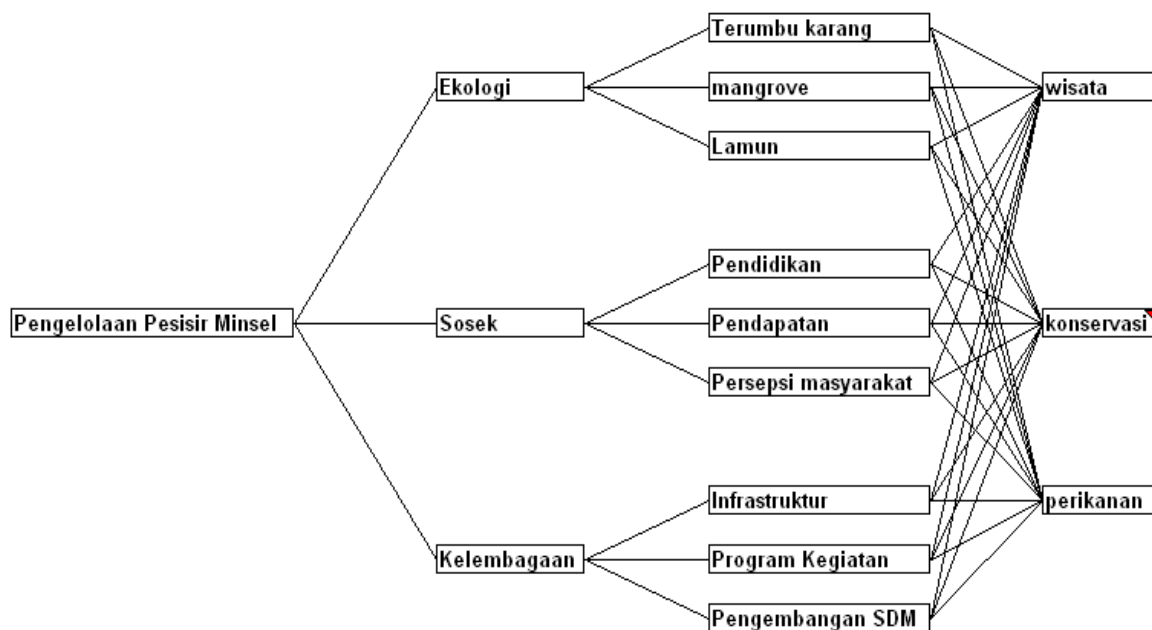 Terumbu karang
Ekologi
mangrove
wisata
Lamun
Pendidikan
Pengelolaan Pesisir Minsel
Sosek
Pendapatan
konservasi
Persepsi masyarakat
Infrastruktur
perikanan
Kelembagaan
Program Kegiatan
Pengembangan SDM